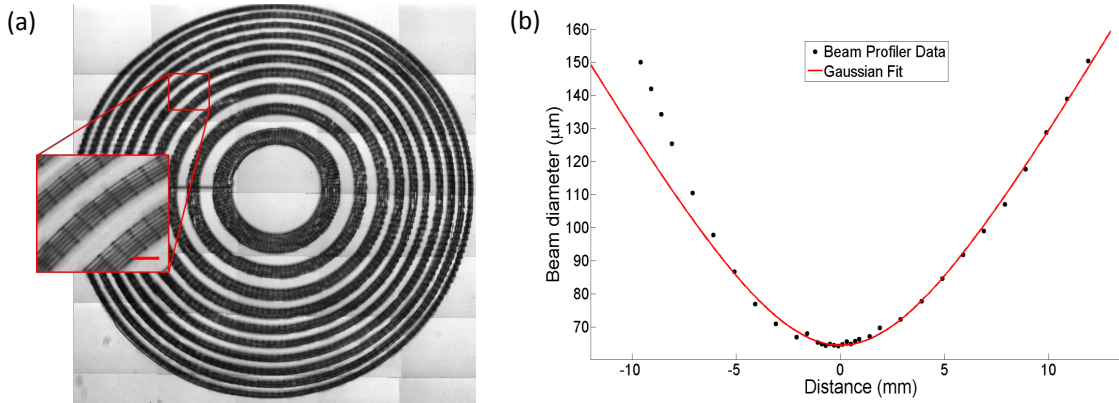 (a)
(b)
160
150
140
130
120
110
100
90
80
70
Beam diameter (μm)
Beam Profiler Data
Gaussian Fit
-10
-5
0
5
10
Distance (mm)